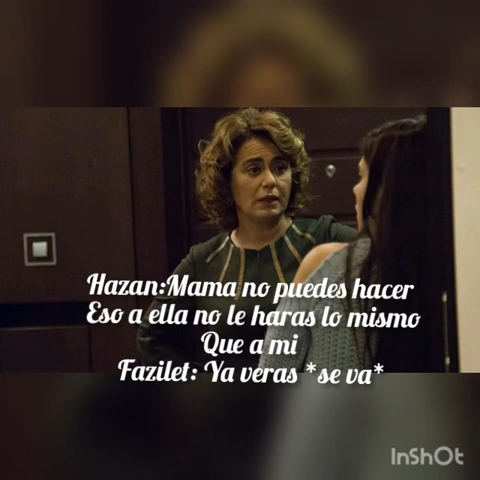 Hazan:Mama no puedes hacer
Eso a ella no le haras lo mismo
Que a mi
Fazilet: Ya veras *se va*
InShOt